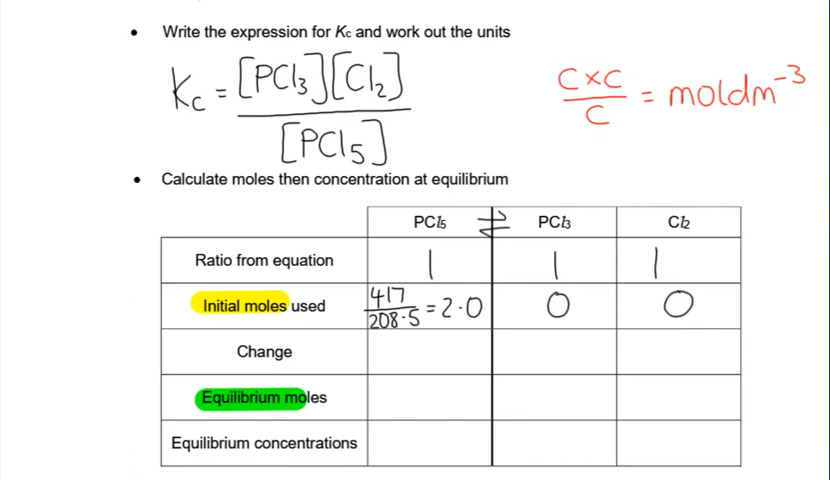 • Write the expression for Kc and work out the units
Kc = [PCl3][Cl2] / [PCl5]
C×C / C = moldm⁻³
• Calculate moles then concentration at equilibrium
PCl5 ⇌ PCl3 Cl2
Ratio from equation 1 1 1
Initial moles used 417 / 208·5 = 2·0 0 0
Change
Equilibrium moles
Equilibrium concentrations